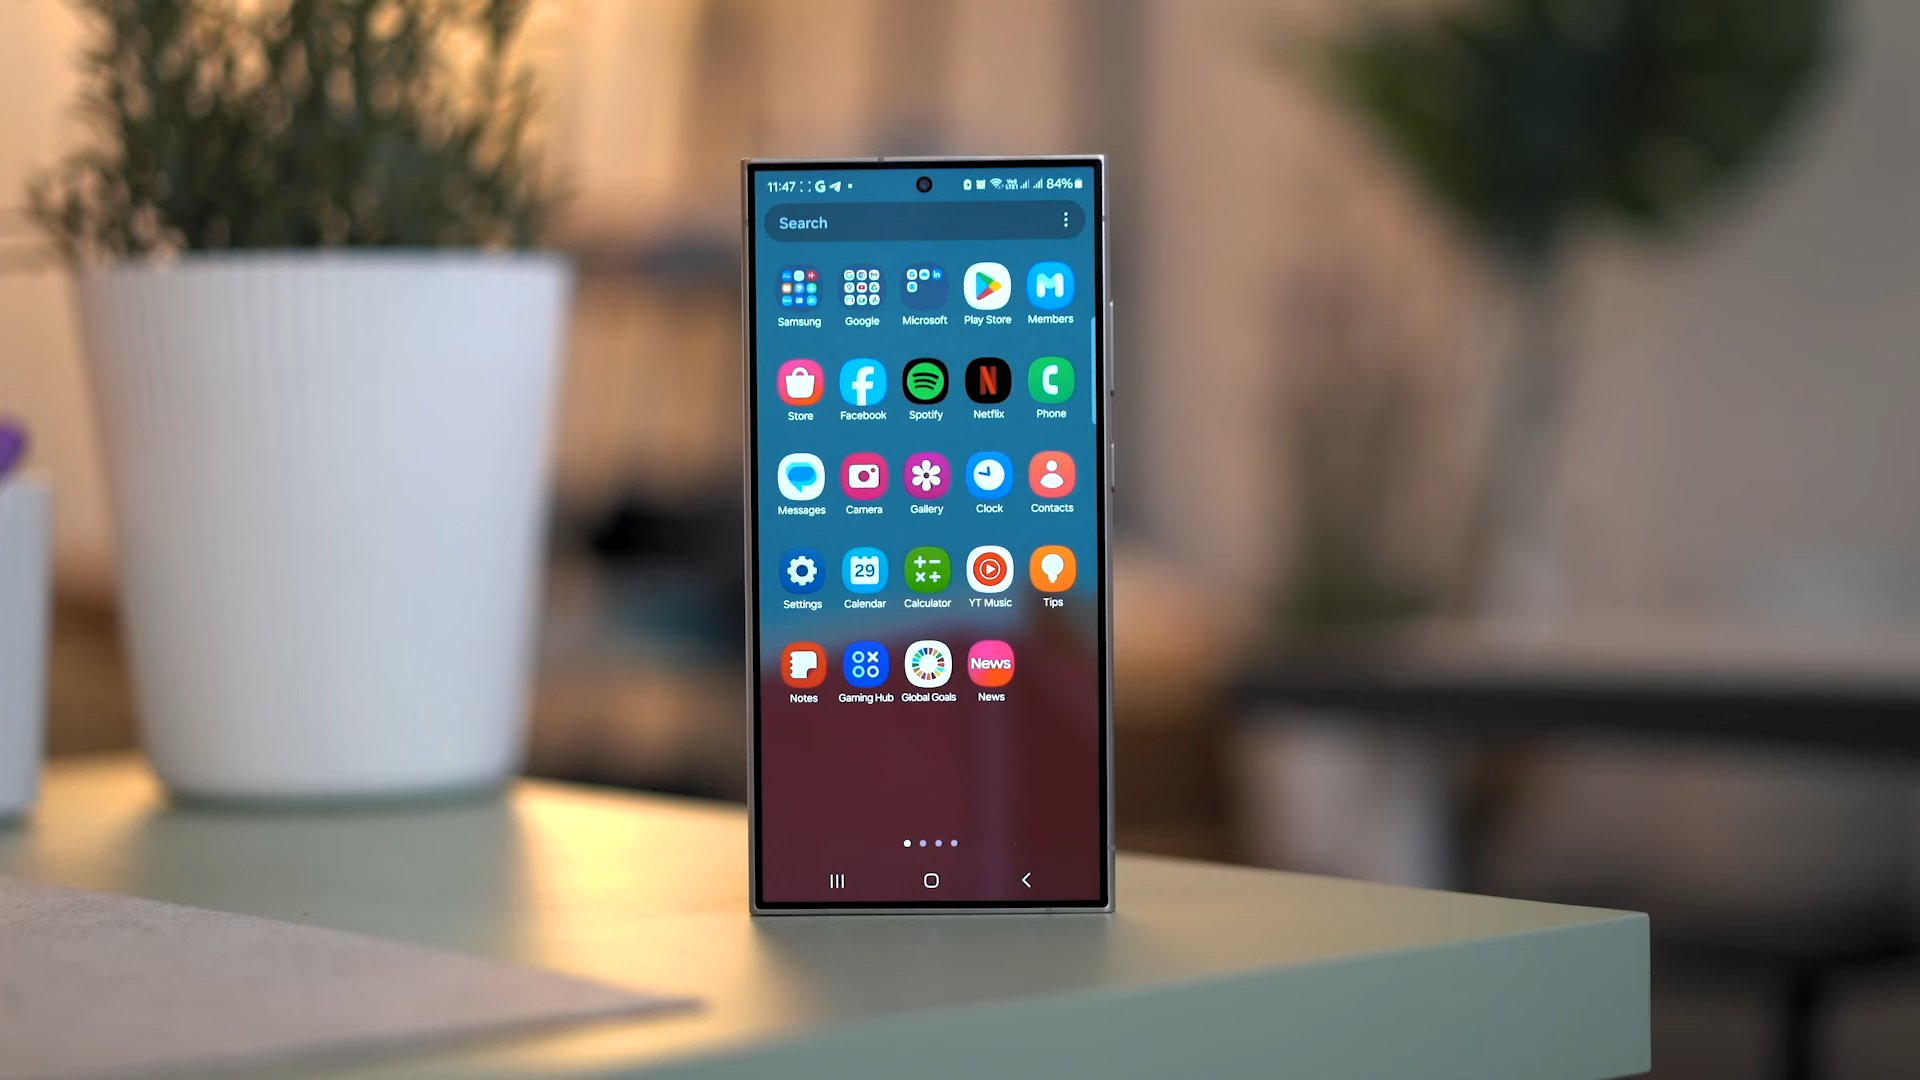 11:47 G 84%
Search
Samsung Google Microsoft Play Store Members
Store Facebook Spotify Netflix Phone
Messages Camera Gallery Clock Contacts
29
Settings Calendar Calculator YT Music Tips
News
Notes Gaming Hub Global Goals News